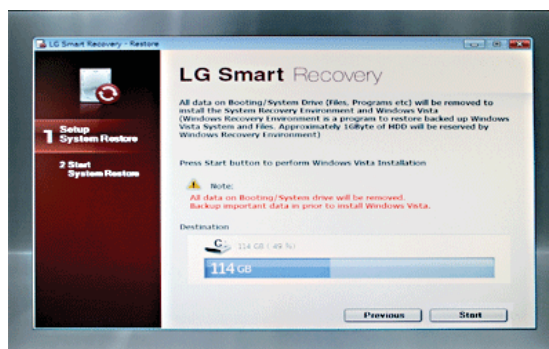 LG Smart Recovery - Restore
LG Smart Recovery
All data on Booting/System Drive (Files, Programs etc) will be removed to
install the System Recovery Environment and Windows Vista
(Windows Recovery Environment is a program to restore backed up Windows
Vista System and Files. Approximately 1GByte of HDD will be reserved by
Windows Recovery Environment)
1 Setup
System Restore
2 Start
System Restore
Press Start button to perform Windows Vista Installation
Note:
All data on Booting/System drive will be removed.
Backup important data in prior to install Windows Vista.
Destination
C: 114 GB ( 49 %)
114 GB
Previous
Start